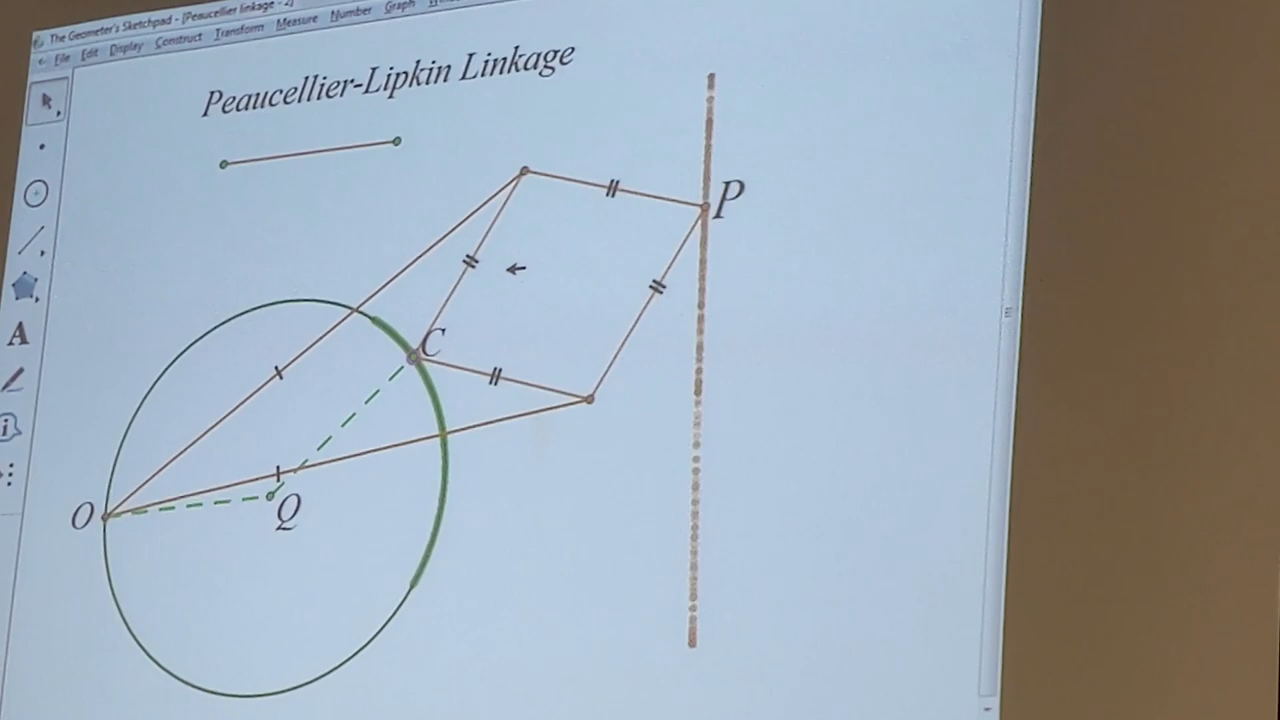 The Geometer's Sketchpad - [Peaucellier linkage - 2]
File Edit Display Construct Transform Measure Number Graph
Peaucellier-Lipkin Linkage
P
C
A
O
Q